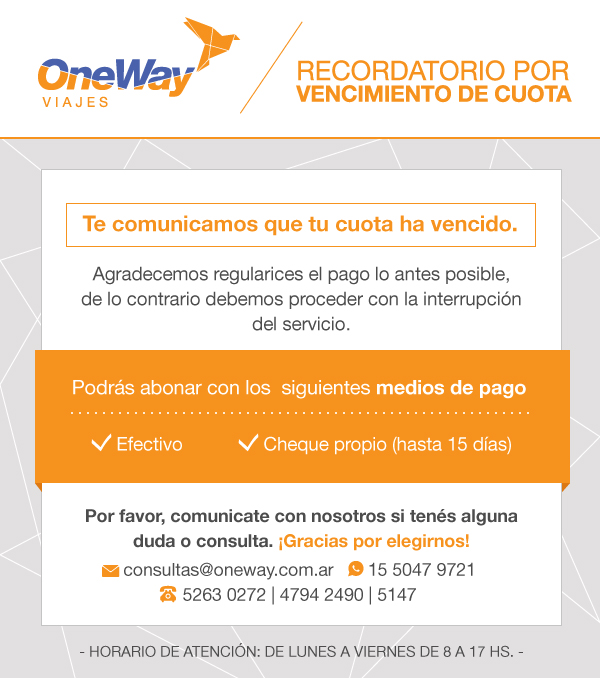 OneWay
VIAJES
RECORDATORIO POR
VENCIMIENTO DE CUOTA
Te comunicamos que tu cuota ha vencido.
Agradecemos regularices el pago lo antes posible,
de lo contrario debemos proceder con la interrupción
del servicio.
Podrás abonar con los siguientes medios de pago
Efectivo
Cheque propio (hasta 15 días)
Por favor, comunicate con nosotros si tenés alguna
duda o consulta. ¡Gracias por elegirnos!
consultas@oneway.com.ar 15 5047 9721
5263 0272 | 4794 2490 | 5147
- HORARIO DE ATENCIÓN: DE LUNES A VIERNES DE 8 A 17 HS. -